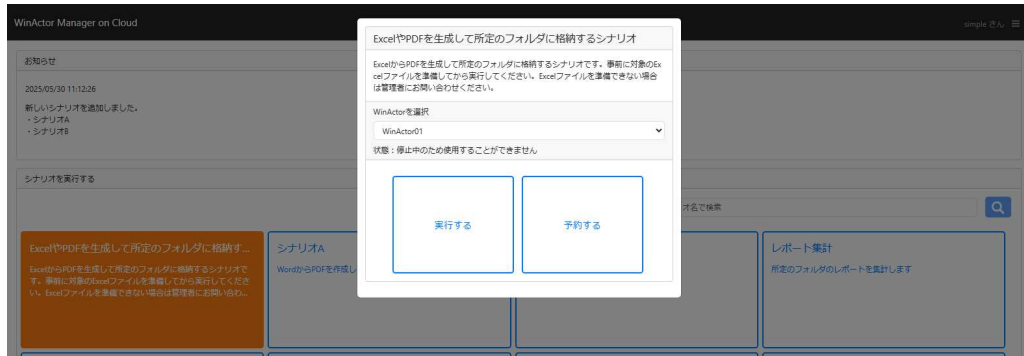 WinActor Manager on Cloud
simple さん
お知らせ
2025/05/30 11:12:26
新しいシナリオを追加しました。
・シナリオA
・シナリオB
ExcelやPDFを生成して所定のフォルダに格納するシナリオ
ExcelからPDFを生成して所定のフォルダに格納するシナリオです。事前に対象のEx
celファイルを準備してから実行してください。Excelファイルを準備できない場合
は管理者にお問い合わせください。
WinActorを選択
WinActor01
状態：停止中のため使用することができません
実行する
予約する
シナリオを実行する
オ名で検索
ExcelやPDFを生成して所定のフォルダに格納す...
ExcelからPDFを生成して所定のフォルダに格納するシナリオで
す。事前に対象のExcelファイルを準備してから実行してくださ
い。Excelファイルを準備できない場合は管理者にお問い合わ...
シナリオA
WordからPDFを作成し
レポート集計
所定のフォルダのレポートを集計します